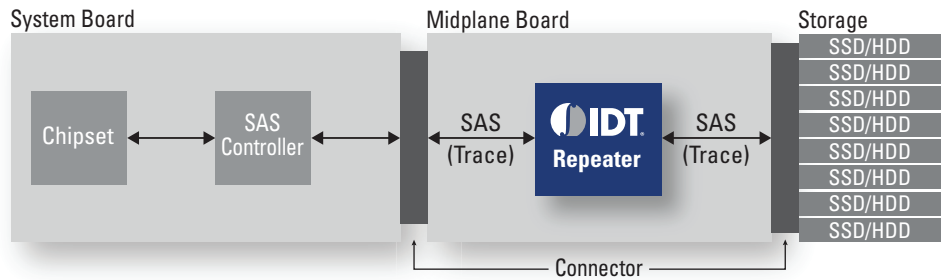 System Board
Midplane Board
Storage
Chipset
SAS
Controller
SAS
(Trace)
IDT.
Repeater
SAS
(Trace)
SSD/HDD
SSD/HDD
SSD/HDD
SSD/HDD
SSD/HDD
SSD/HDD
SSD/HDD
SSD/HDD
Connector